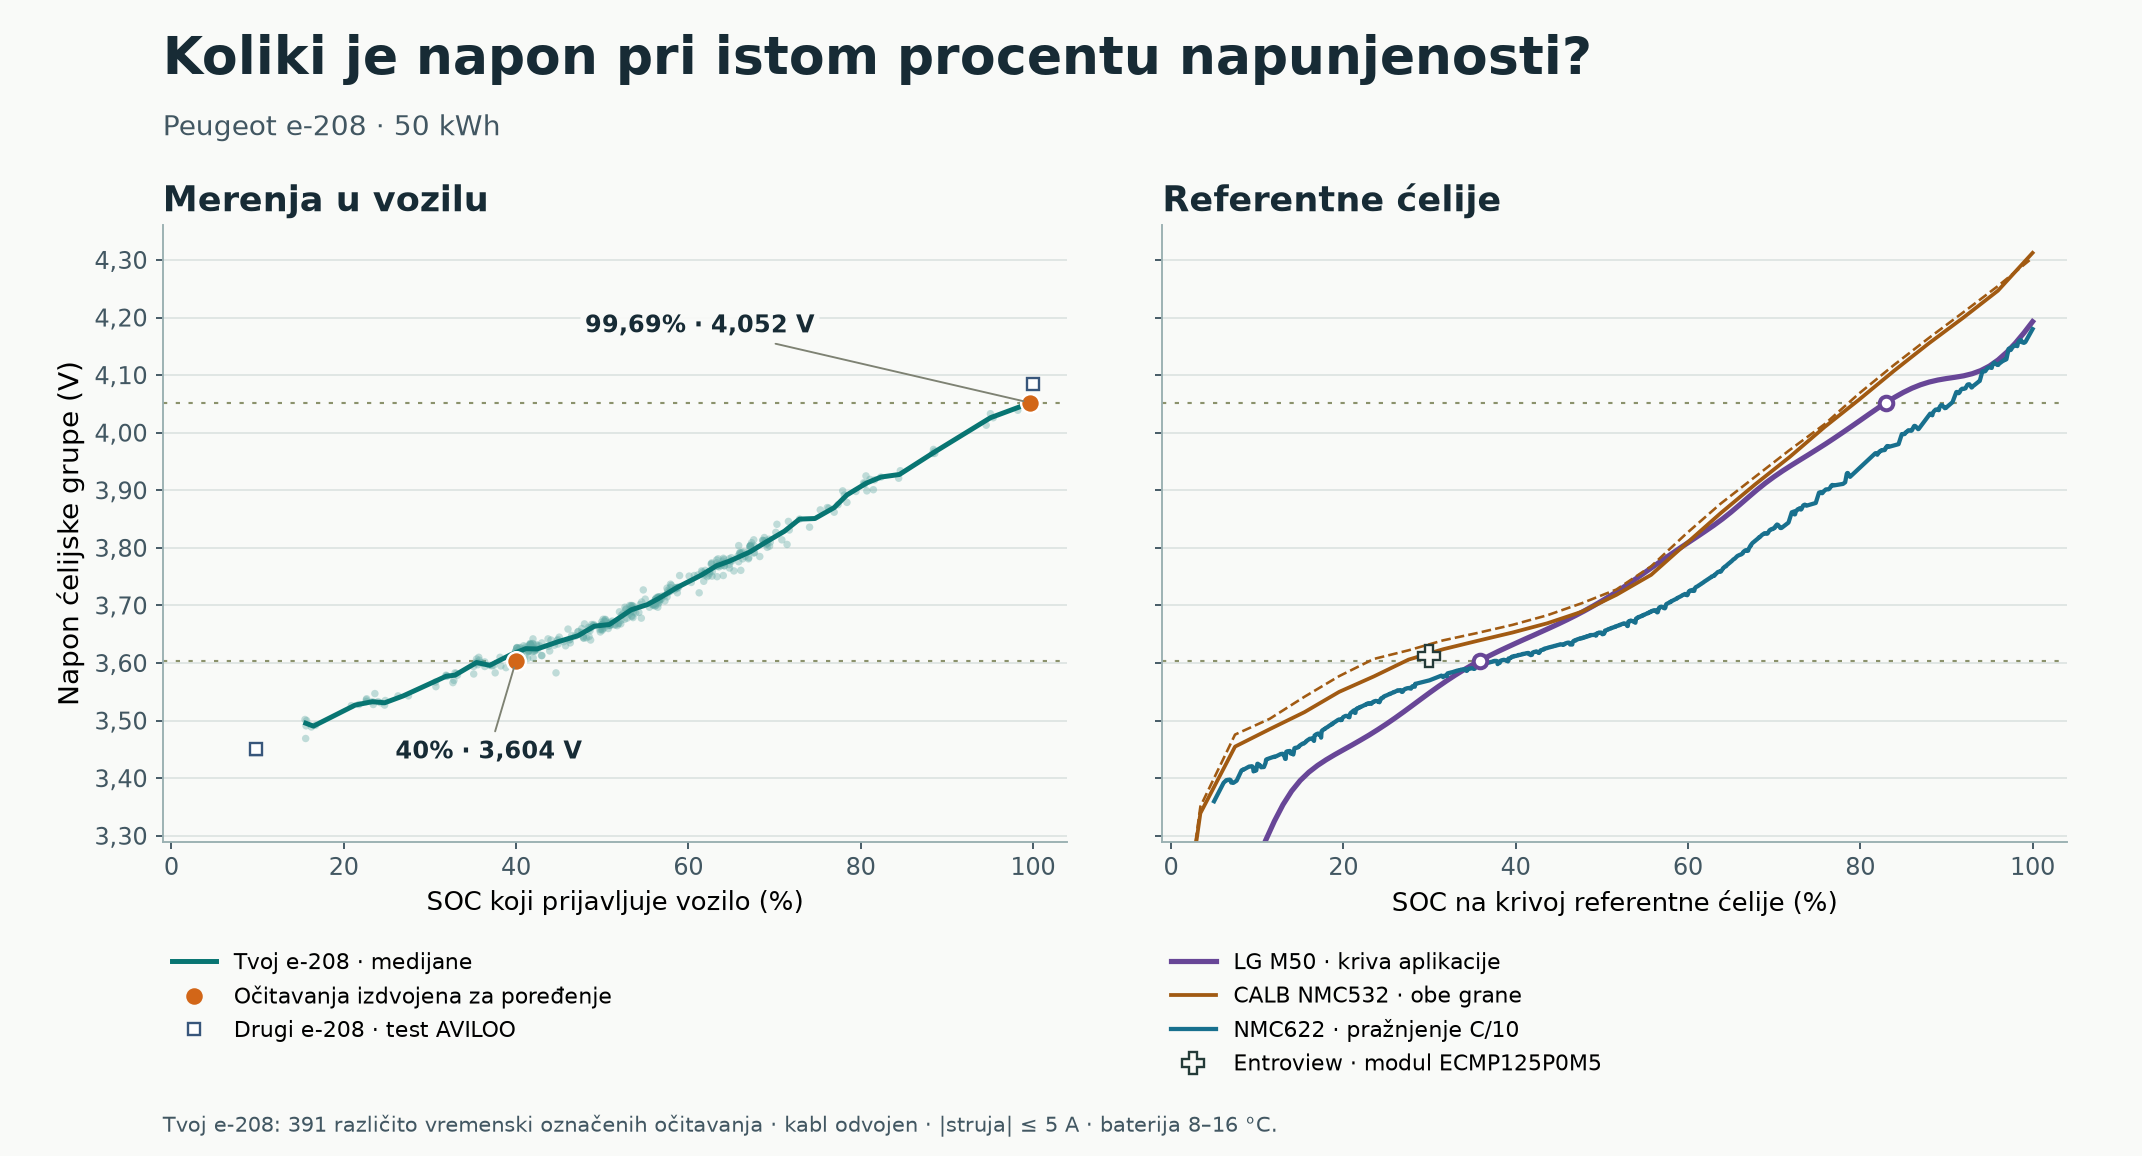 Koliki je napon pri istom procentu napunjenosti?
Peugeot e-208 · 50 kWh
Merenja u vozilu
Napon ćelijske grupe (V)
4,30
4,20
4,10
4,00
3,90
3,80
3,70
3,60
3,50
3,40
3,30
99,69% · 4,052 V
40% · 3,604 V
0 20 40 60 80 100
SOC koji prijavljuje vozilo (%)
Tvoj e-208 · medijane
Očitavanja izdvojena za poređenje
Drugi e-208 · test AVILOO
Referentne ćelije
0 20 40 60 80 100
SOC na krivoj referentne ćelije (%)
LG M50 · kriva aplikacije
CALB NMC532 · obe grane
NMC622 · pražnjenje C/10
Entroview · modul ECMP125P0M5
Tvoj e-208: 391 različito vremenski označenih očitavanja · kabl odvojen · |struja| ≤ 5 A · baterija 8–16 °C.